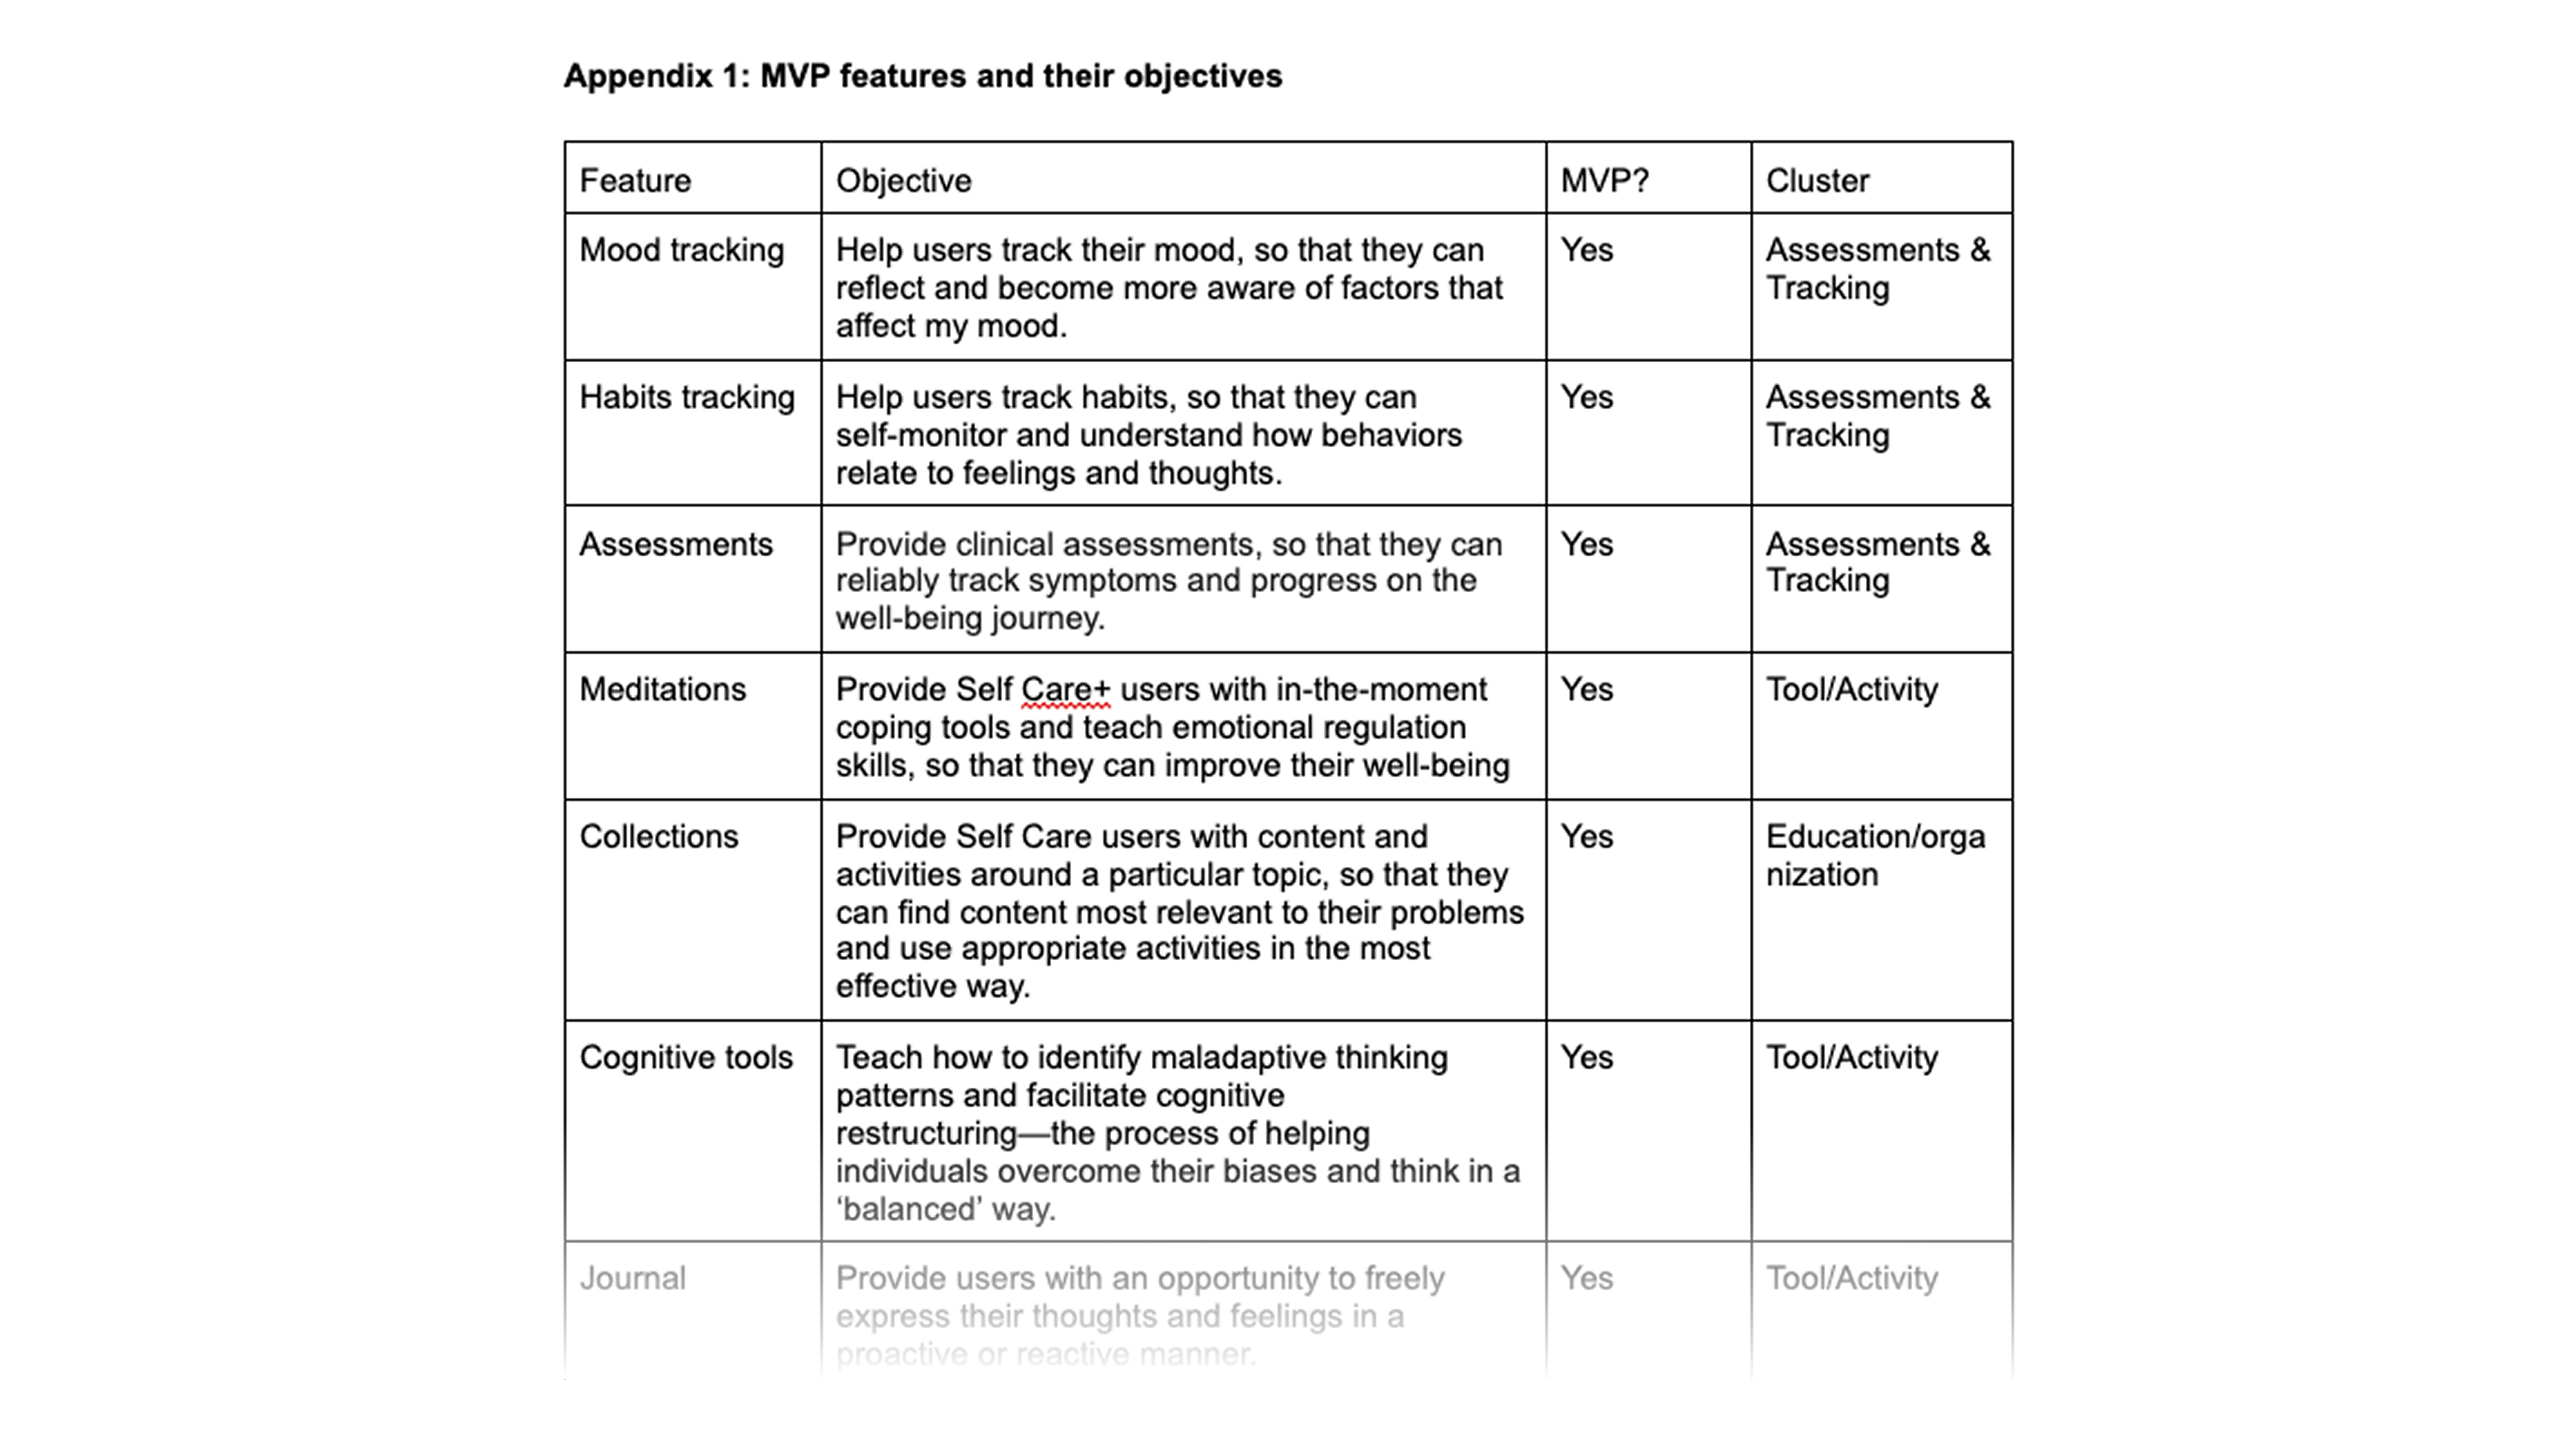 Appendix 1: MVP features and their objectives
Feature Objective MVP? Cluster
Mood tracking Help users track their mood, so that they can Yes Assessments &
reflect and become more aware of factors that Tracking
affect my mood.
Habits tracking Help users track habits, so that they can Yes Assessments &
self-monitor and understand how behaviors Tracking
relate to feelings and thoughts.
Assessments Provide clinical assessments, so that they can Yes Assessments &
reliably track symptoms and progress on the Tracking
well-being journey.
Meditations Provide Self Care+ users with in-the-moment Yes Tool/Activity
coping tools and teach emotional regulation
skills, so that they can improve their well-being
Collections Provide Self Care users with content and Yes Education/orga
activities around a particular topic, so that they nization
can find content most relevant to their problems
and use appropriate activities in the most
effective way.
Cognitive tools Teach how to identify maladaptive thinking Yes Tool/Activity
patterns and facilitate cognitive
restructuring—the process of helping
individuals overcome their biases and think in a
‘balanced’ way.
Journal Provide users with an opportunity to freely Yes Tool/Activity
express their thoughts and feelings in a
proactive or reactive manner.